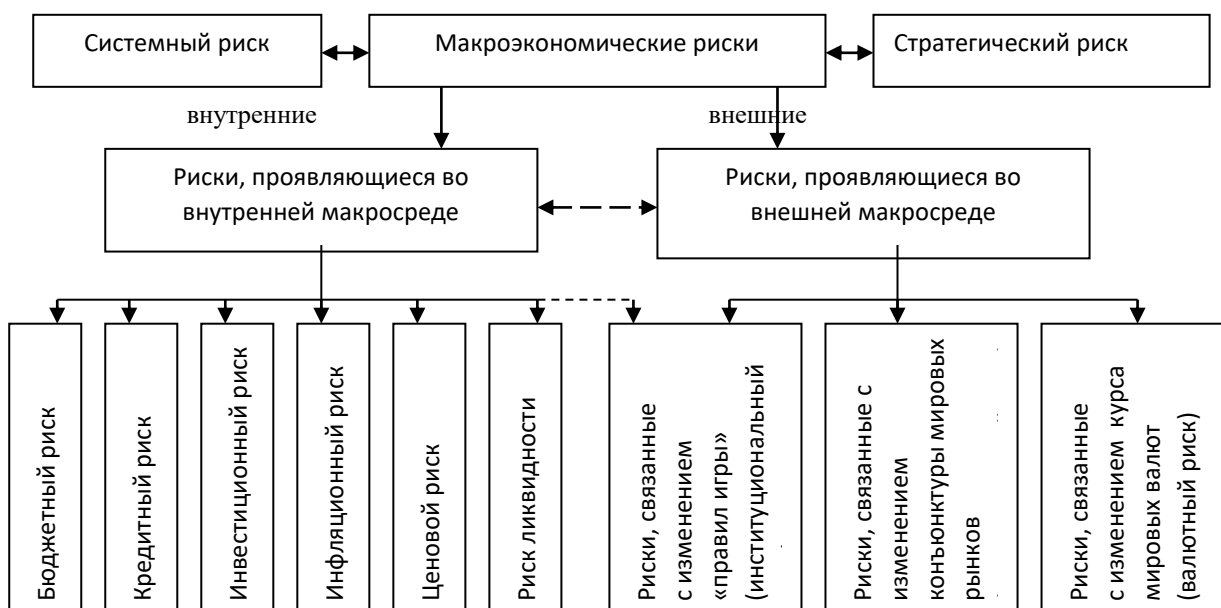 Системный риск
Макроэкономические риски
Стратегический риск
внутренние
внешние
Риски, проявляющиеся во
внутренней макросреде
Риски, проявляющиеся во
внешней макросреде
Бюджетный риск
Кредитный риск
Инвестиционный риск
Инфляционный риск
Ценовой риск
Риск ликвидности
Риски, связанные
с изменением
«правил игры»
(институциональный
Риски, связанные с
изменением
конъюнктуры мировых
рынков
Риски, связанные
с изменением курса
мировых валют
(валютный риск)